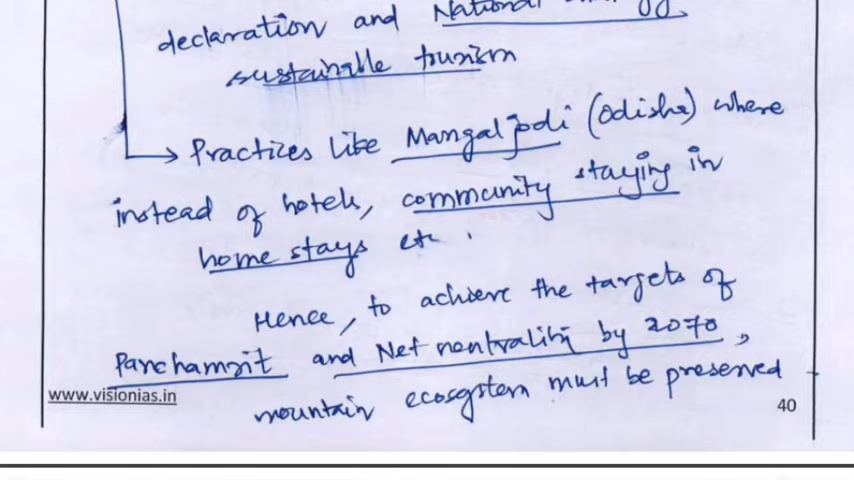 declaration and National
sustainable trurism
Practices like Mangaljodi (Odisha) where
instead of hotels, community staying in
home stays etc.
Hence, to achieve the targets of
Panchamrit and Net neutrality by 2070,
mountain ecosystem must be preserved
www.visionias.in
40